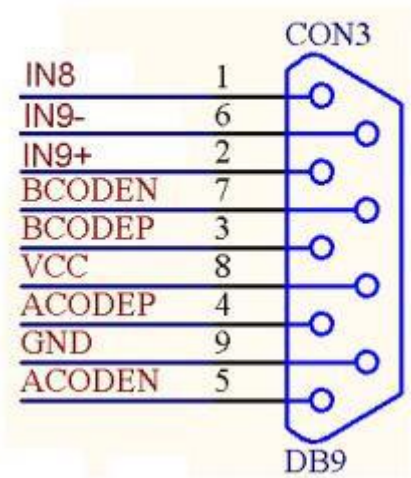 CON3
IN8 1
IN9- 6
IN9+ 2
BCODEN 7
BCODEP 3
VCC 8
ACODEP 4
GND 9
ACODEN 5
DB9